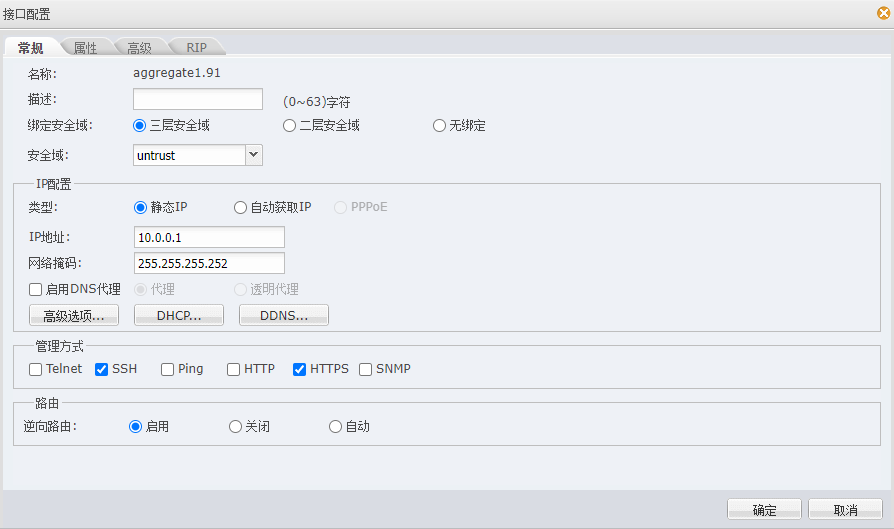 接口配置
常规 属性 高级 RIP
名称: aggregate1.91
描述: (0~63)字符
绑定安全域: 三层安全域 二层安全域 无绑定
安全域: untrust
IP配置
类型: 静态IP 自动获取IP PPPoE
IP地址: 10.0.0.1
网络掩码: 255.255.255.252
启用DNS代理 代理 透明代理
高级选项... DHCP... DDNS...
管理方式
Telnet SSH Ping HTTP HTTPS SNMP
路由
逆向路由: 启用 关闭 自动
确定 取消